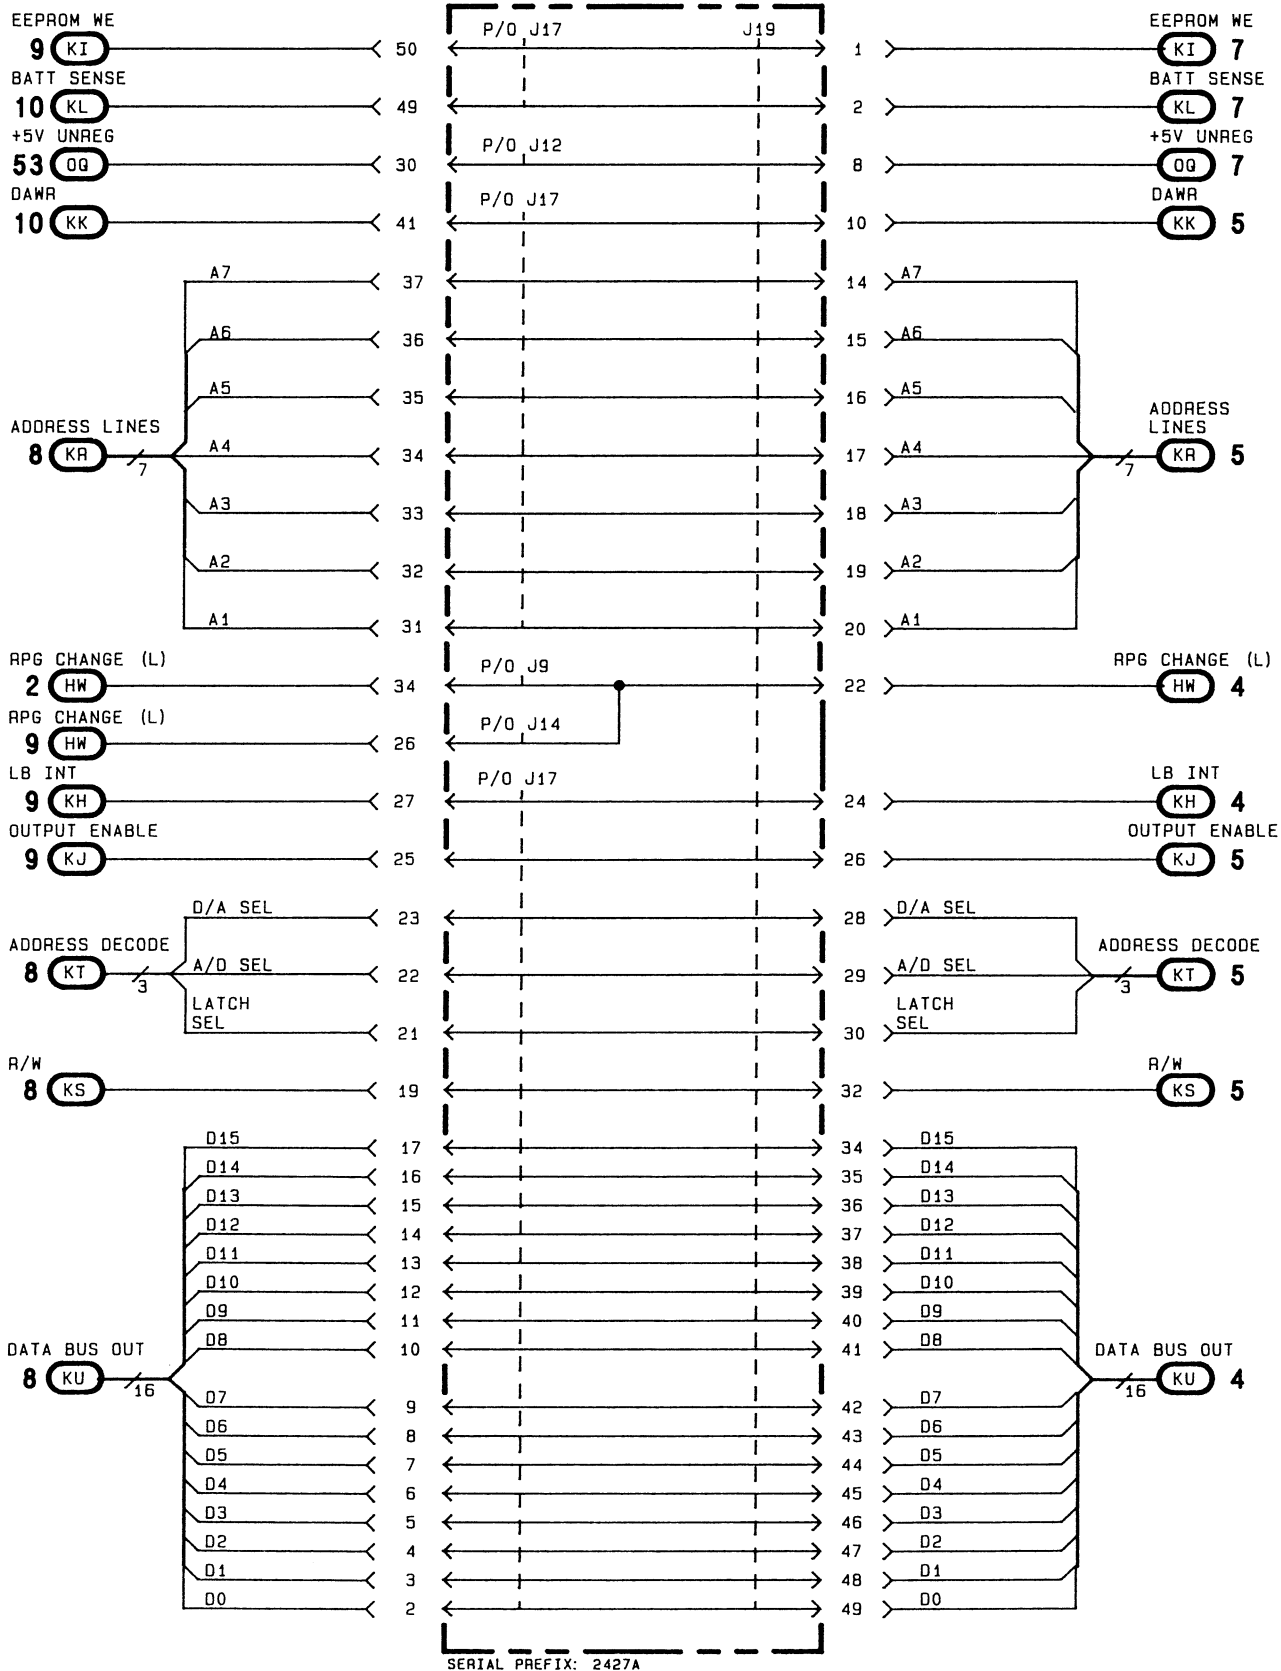 EEPROM WE P/O J17 J19 EEPROM WE
9 KI 50 1 KI 7
BATT SENSE BATT SENSE
10 KL 49 2 KL 7
+5V UNREG P/O J12 +5V UNREG
53 OQ 30 8 OQ 7
DAWR P/O J17 DAWR
10 KK 41 10 KK 5
A7 37 14 A7
A6 36 15 A6
A5 35 16 A5
ADDRESS LINES ADDRESS
LINES
8 KR 7 A4 34 17 A4 7 KR 5
A3 33 18 A3
A2 32 19 A2
A1 31 20 A1
RPG CHANGE (L) P/O J9 RPG CHANGE (L)
2 HW 34 22 HW 4
RPG CHANGE (L) P/O J14
9 HW 26
LB INT P/O J17 LB INT
9 KH 27 24 KH 4
OUTPUT ENABLE OUTPUT ENABLE
9 KJ 25 26 KJ 5
D/A SEL 23 28 D/A SEL
ADDRESS DECODE ADDRESS DECODE
8 KT 3 A/D SEL 22 29 A/D SEL 3 KT 5
LATCH LATCH
SEL 21 30 SEL
R/W R/W
8 KS 19 32 KS 5
D15 17 34 D15
D14 16 35 D14
D13 15 36 D13
D12 14 37 D12
D11 13 38 D11
D10 12 39 D10
D9 11 40 D9
D8 10 41 D8
DATA BUS OUT DATA BUS OUT
8 KU 16 16 KU 4
D7 9 42 D7
D6 8 43 D6
D5 7 44 D5
D4 6 45 D4
D3 5 46 D3
D2 4 47 D2
D1 3 48 D1
D0 2 49 D0
SERIAL PREFIX: 2427A